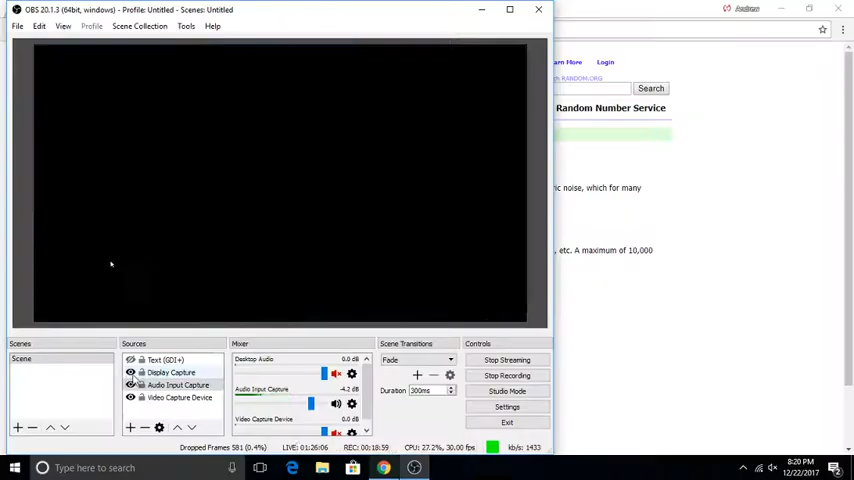 OBS 20.1.3 (64bit, windows) - Profile: Untitled - Scenes: Untitled
Andrew
File Edit View Profile Scene Collection Tools Help
Login
Search
Random Number Service
ric noise, which for many
, etc. A maximum of 10,000
Scenes
Scene
Sources
Text (GDI+)
Display Capture
Audio Input Capture
Video Capture Device
Mixer
Desktop Audio 0.0 dB
Audio Input Capture -4.2 dB
Video Capture Device 0.0 dB
Scene Transitions
Fade
Duration 300ms
Controls
Stop Streaming
Stop Recording
Studio Mode
Settings
Exit
Dropped Frames 581 (0.4%) LIVE: 01:26:06 REC: 00:18:59 CPU: 27.2%, 30.00 fps kb/s: 1433
Type here to search
8:20 PM
12/22/2017
2